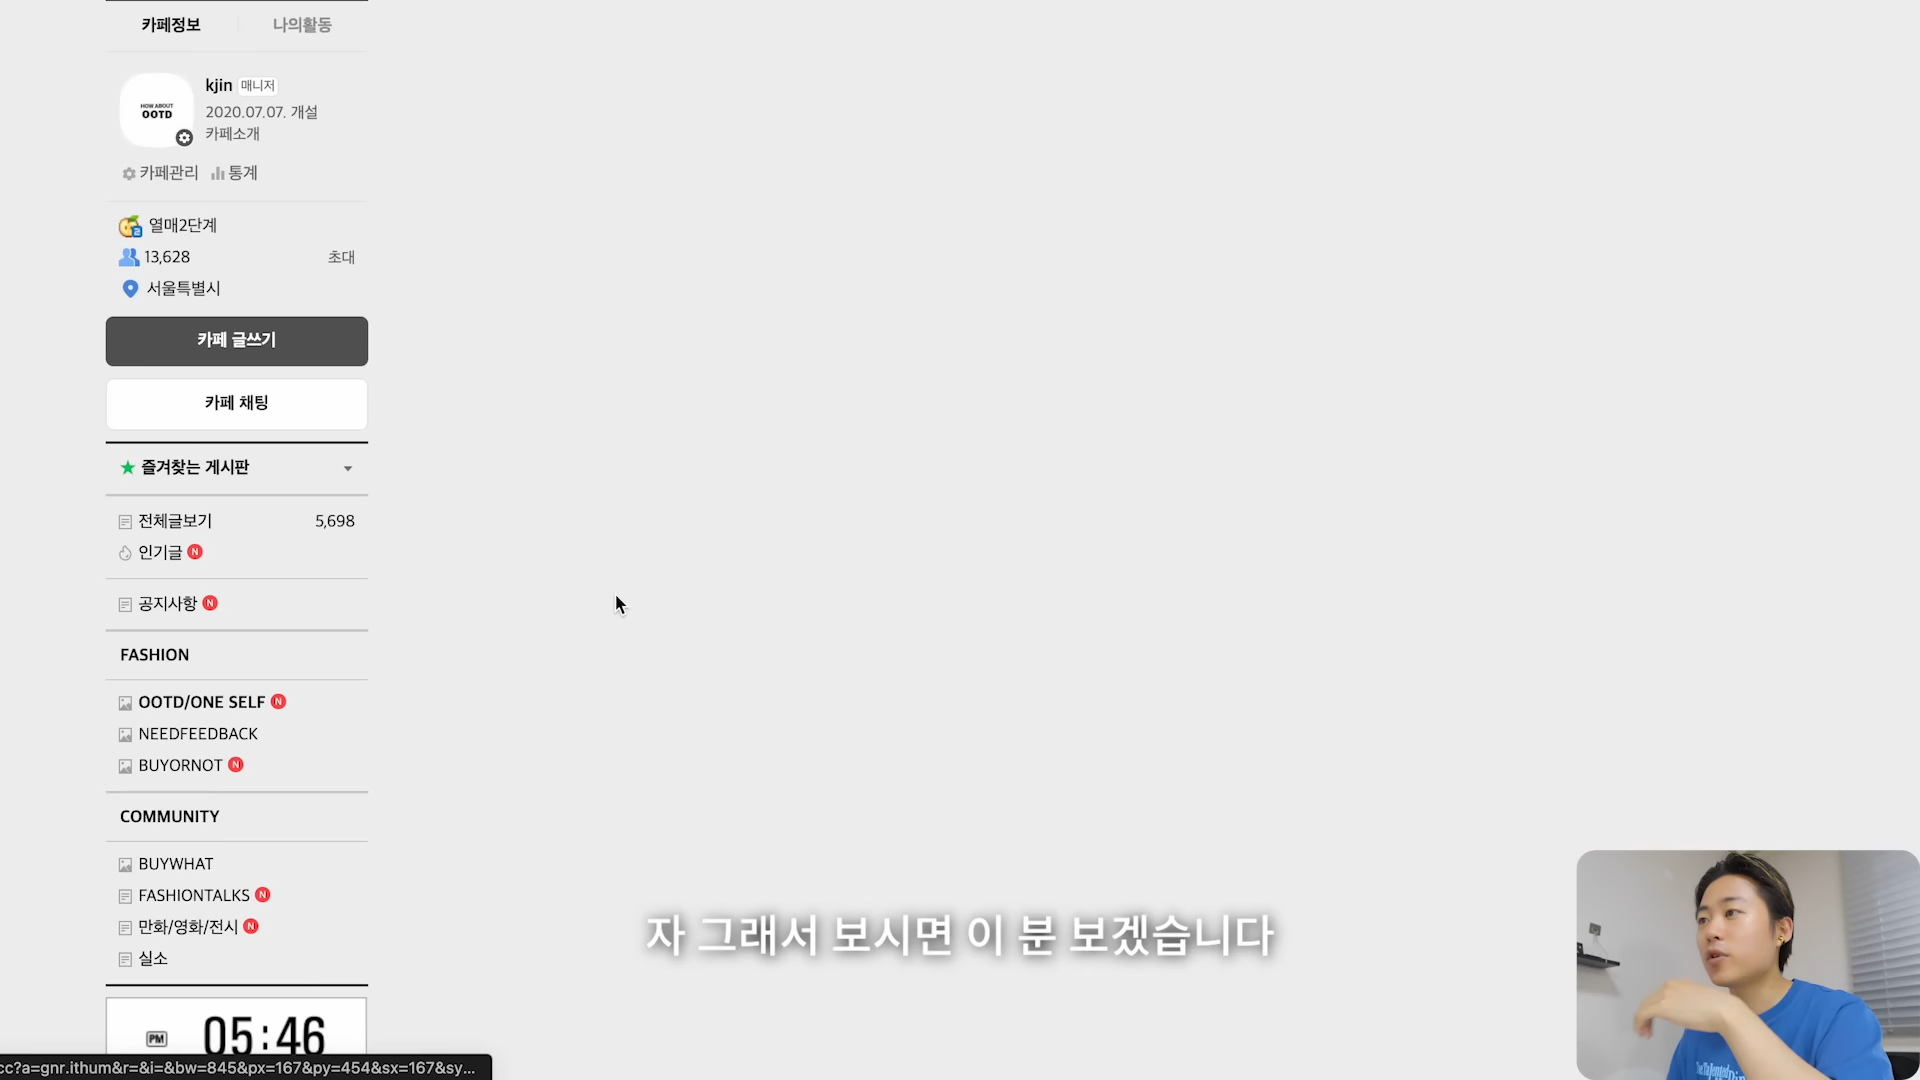 카페정보 나의활동
HOW ABOUT
OOTD
kjin 매니저
2020.07.07. 개설
카페소개
카페관리 통계
열매2단계
13,628 초대
서울특별시
카페 글쓰기
카페 채팅
즐겨찾는 게시판
전체글보기 5,698
인기글 N
공지사항 N
FASHION
OOTD/ONE SELF N
NEEDFEEDBACK
BUYORNOT N
COMMUNITY
BUYWHAT
FASHIONTALKS N
만화/영화/전시 N
실소
PM 05:46
cc?a=gnr.ithum&r=&i=&bw=845&px=167&py=454&sx=167&sy...
자 그래서 보시면 이 분 보겠습니다